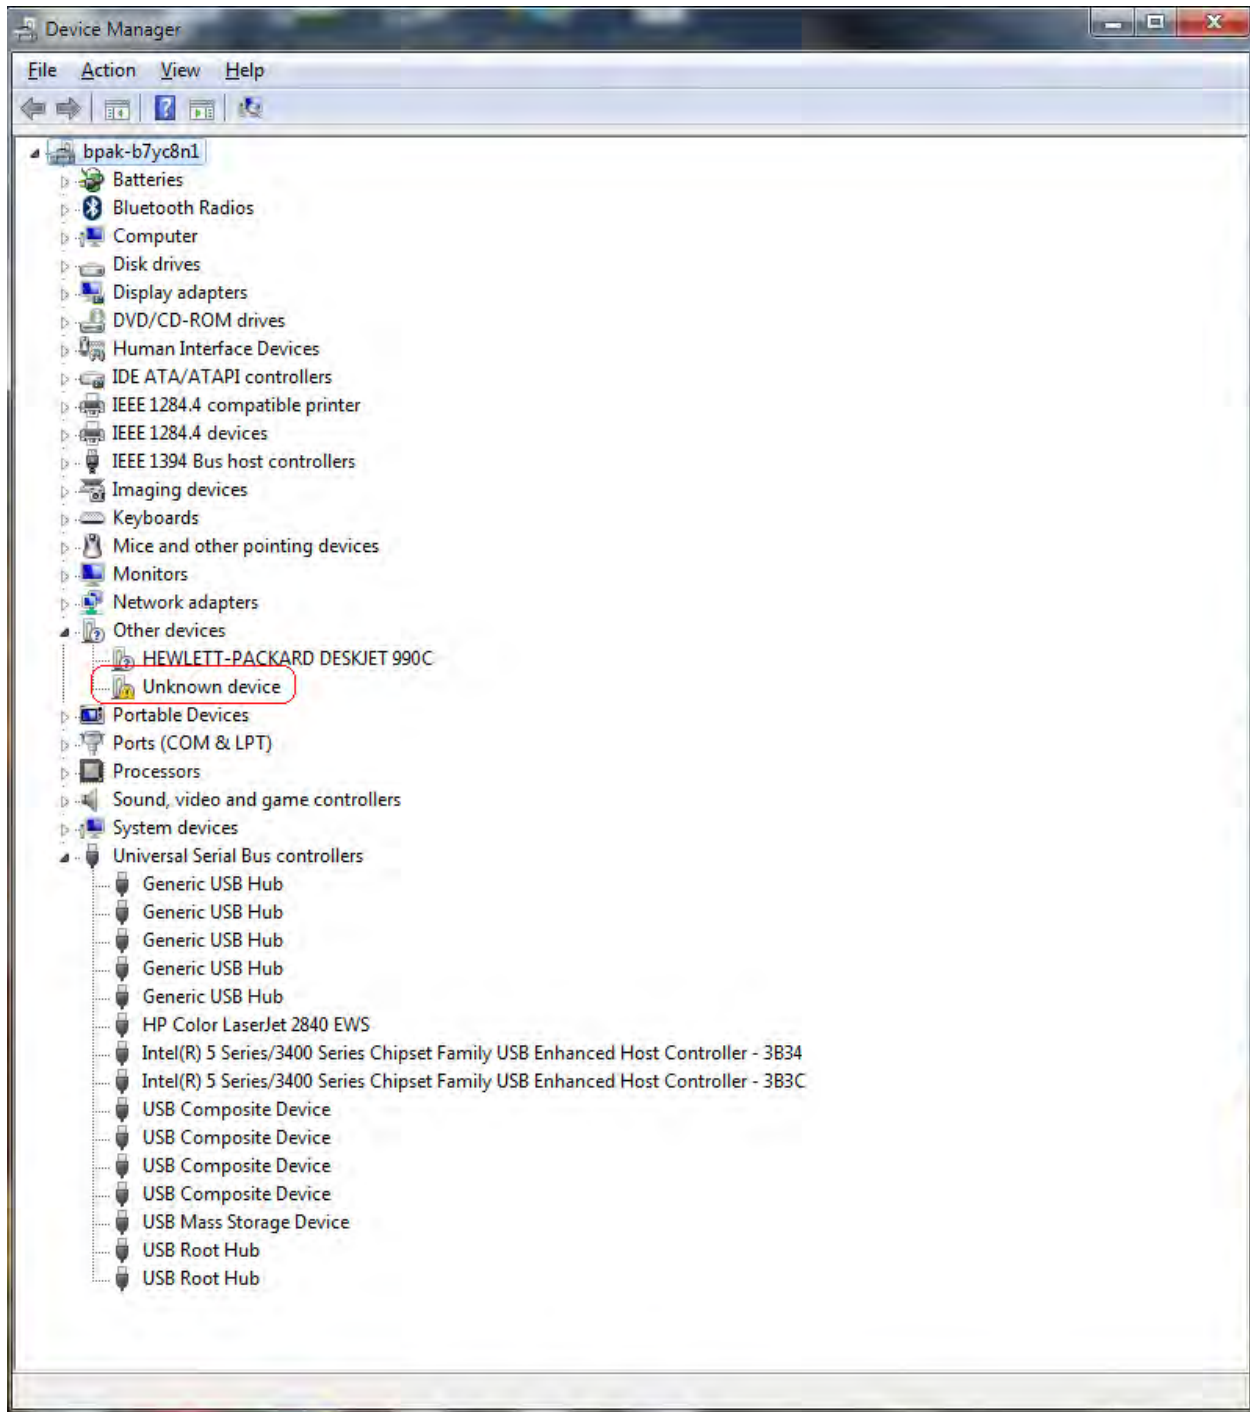 Device Manager
File Action View Help
bpak-b7yc8n1
Batteries
Bluetooth Radios
Computer
Disk drives
Display adapters
DVD/CD-ROM drives
Human Interface Devices
IDE ATA/ATAPI controllers
IEEE 1284.4 compatible printer
IEEE 1284.4 devices
IEEE 1394 Bus host controllers
Imaging devices
Keyboards
Mice and other pointing devices
Monitors
Network adapters
Other devices
HEWLETT-PACKARD DESKJET 990C
Unknown device
Portable Devices
Ports (COM & LPT)
Processors
Sound, video and game controllers
System devices
Universal Serial Bus controllers
Generic USB Hub
Generic USB Hub
Generic USB Hub
Generic USB Hub
Generic USB Hub
HP Color LaserJet 2840 EWS
Intel(R) 5 Series/3400 Series Chipset Family USB Enhanced Host Controller - 3B34
Intel(R) 5 Series/3400 Series Chipset Family USB Enhanced Host Controller - 3B3C
USB Composite Device
USB Composite Device
USB Composite Device
USB Composite Device
USB Mass Storage Device
USB Root Hub
USB Root Hub